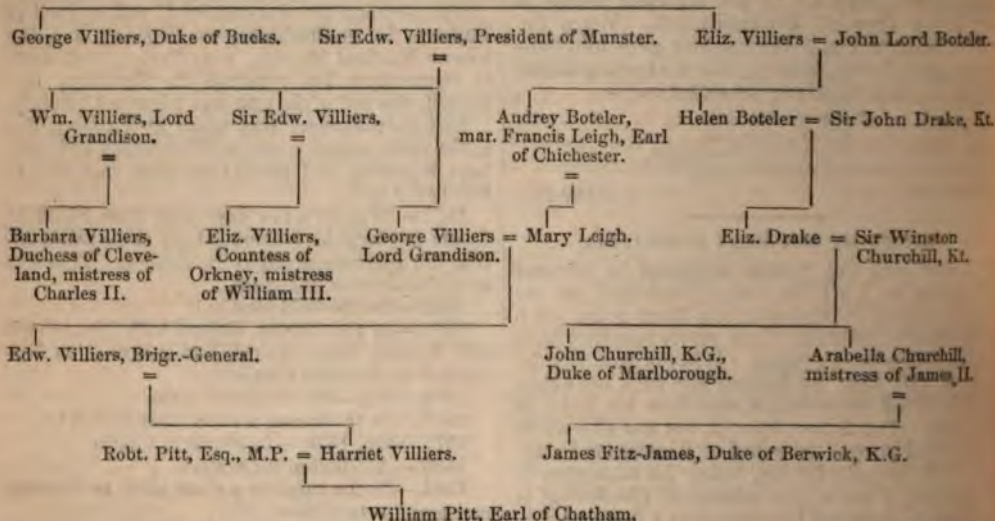 George Villiers, Duke of Bucks. Sir Edw. Villiers, President of Munster. Eliz. Villiers = John Lord Boteler.
=
Wm. Villiers, Lord Sir Edw. Villiers. Audrey Boteler, Helen Boteler = Sir John Drake, Kt.
Grandison. = mar. Francis Leigh, Earl
= of Chichester.
=
Barbara Villiers, Eliz. Villiers, George Villiers = Mary Leigh. Eliz. Drake = Sir Winston
Duchess of Cleve- Countess of Lord Grandison. Churchill, Kt.
land, mistress of Orkney, mistress
Charles II. of William III.
Edw. Villiers, Brigr.-General. John Churchill, K.G., Arabella Churchill,
= Duke of Marlborough. mistress of James II.
=
Robt. Pitt, Esq., M.P. = Harriet Villiers. James Fitz-James, Duke of Berwick, K.G.
William Pitt, Earl of Chatham.